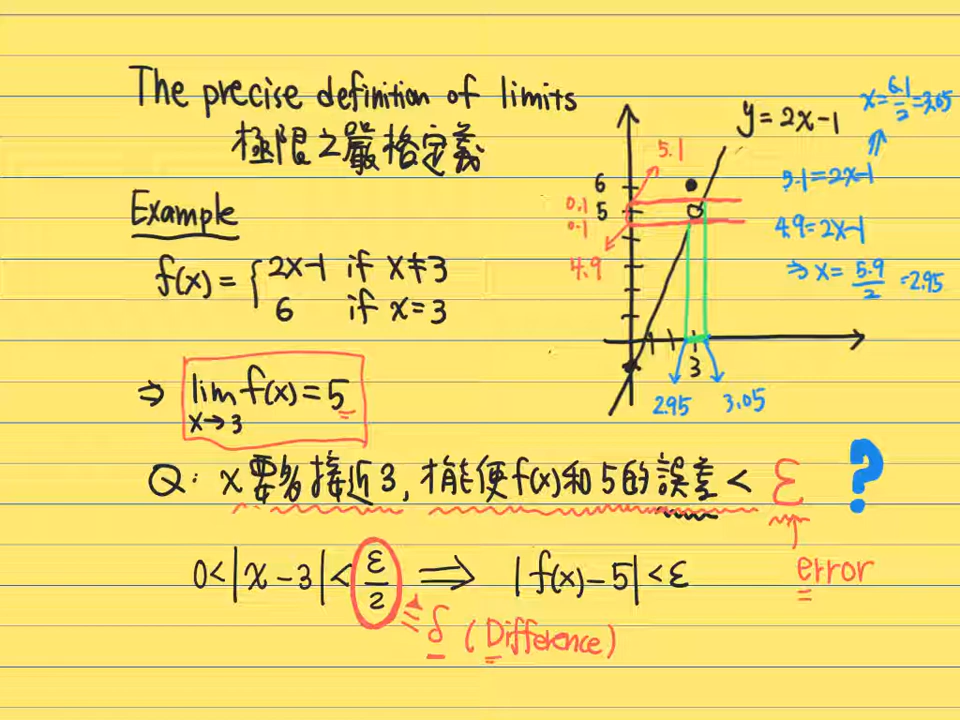 The precise definition of limits
極限之嚴格定義
Example
f(x) = { 2x-1 if x≠3
6 if x=3
⇒ lim f(x) = 5
x→3
Q: x要多接近3, 才能使f(x)和5的誤差 < ε ?
error
0<|x-3|< ε/2 ⇒ |f(x)-5|<ε
≡ δ (Difference)
y=2x-1
5.1
6
5
0.1
0.1
4.9
3
2.95
3.05
x=6.1/2=3.05
5.1=2x-1
4.9=2x-1
⇒ x=5.9/2=2.95